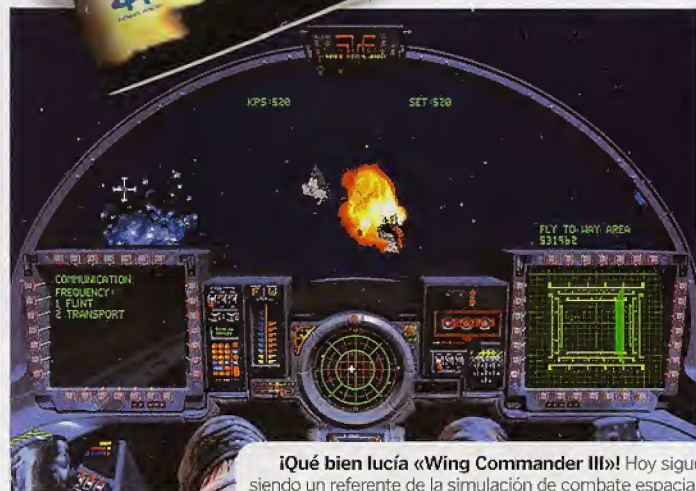 KPS:520 SET:520
FLY TO WAY AREA
531962
COMMUNICATION
FREQUENCY:
1 FLINT
2 TRANSPORT
¡Qué bien lucía «Wing Commander III»! Hoy sigue
siendo un referente de la simulación de combate espacial